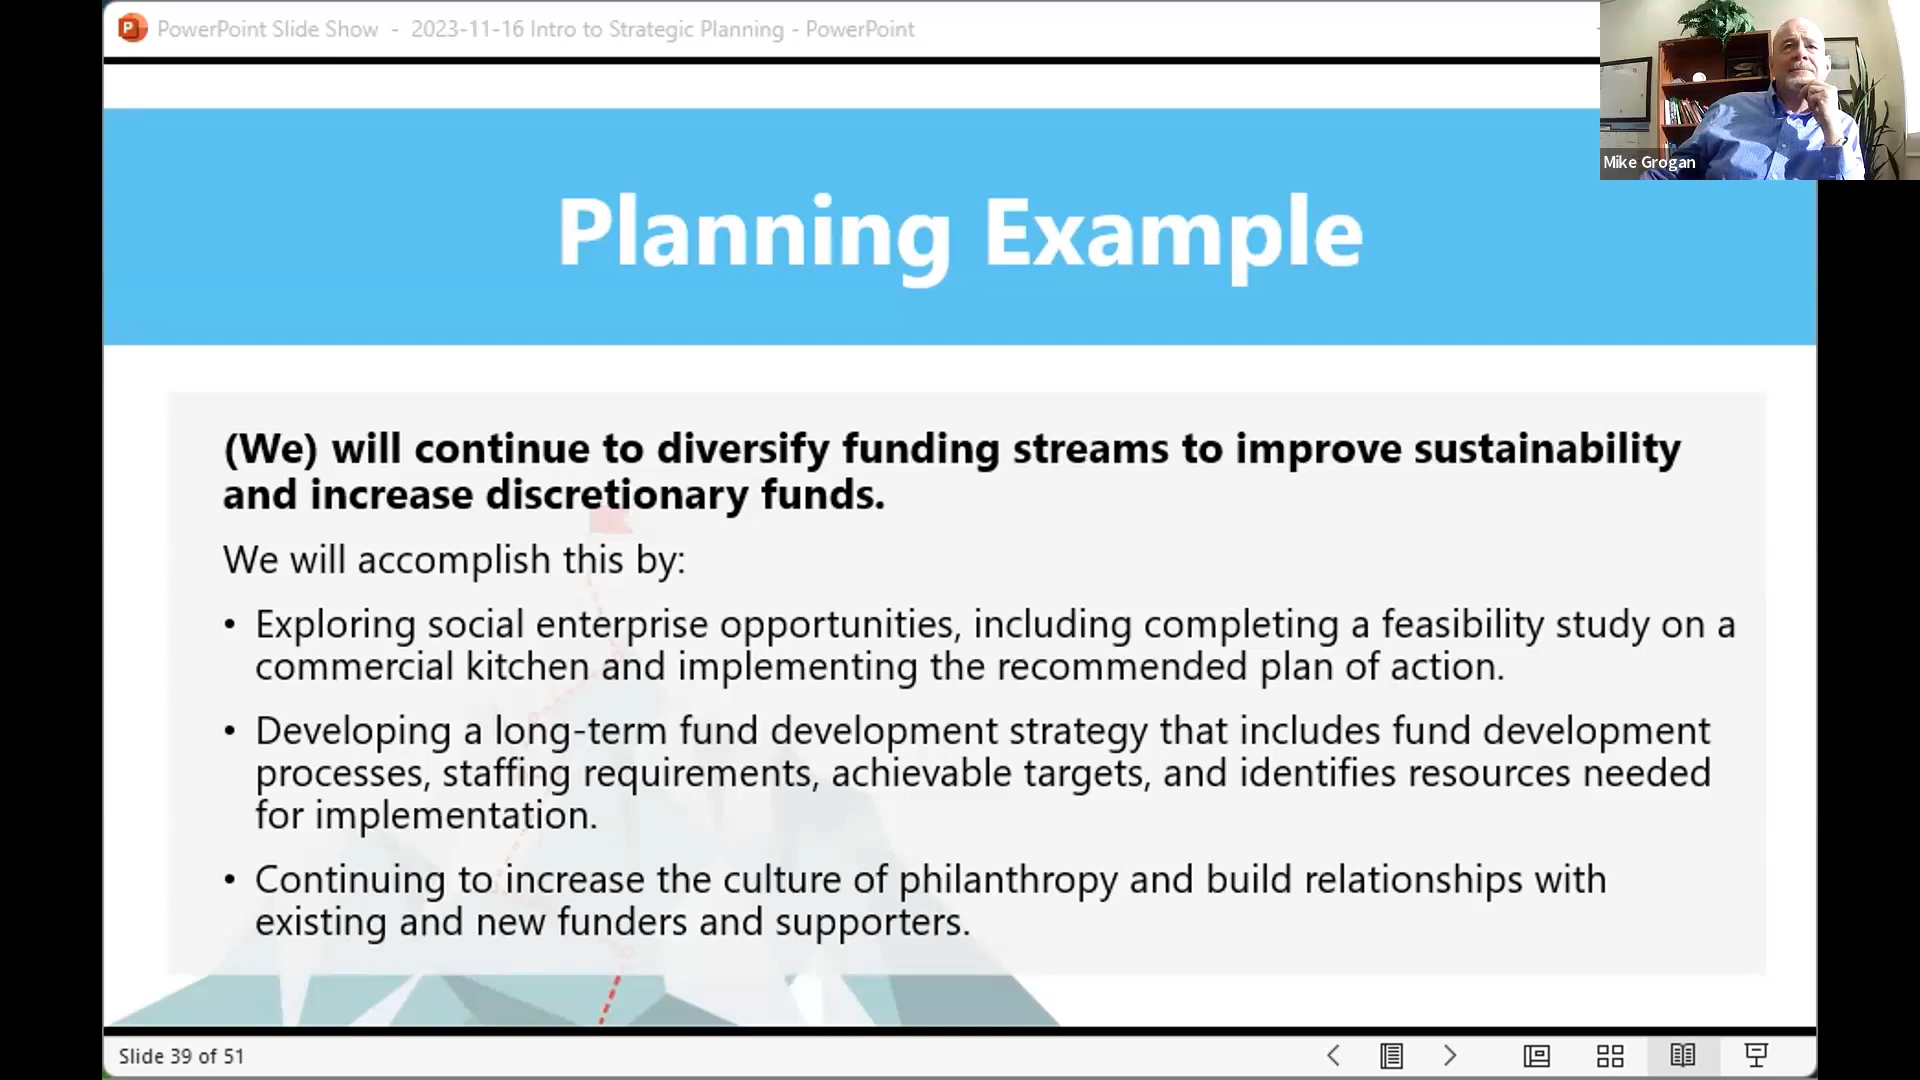 PowerPoint Slide Show - 2023-11-16 Intro to Strategic Planning - PowerPoint
Mike Grogan
Planning Example
(We) will continue to diversify funding streams to improve sustainability
and increase discretionary funds.
We will accomplish this by:
• Exploring social enterprise opportunities, including completing a feasibility study on a
commercial kitchen and implementing the recommended plan of action.
• Developing a long-term fund development strategy that includes fund development
processes, staffing requirements, achievable targets, and identifies resources needed
for implementation.
• Continuing to increase the culture of philanthropy and build relationships with
existing and new funders and supporters.
Slide 39 of 51